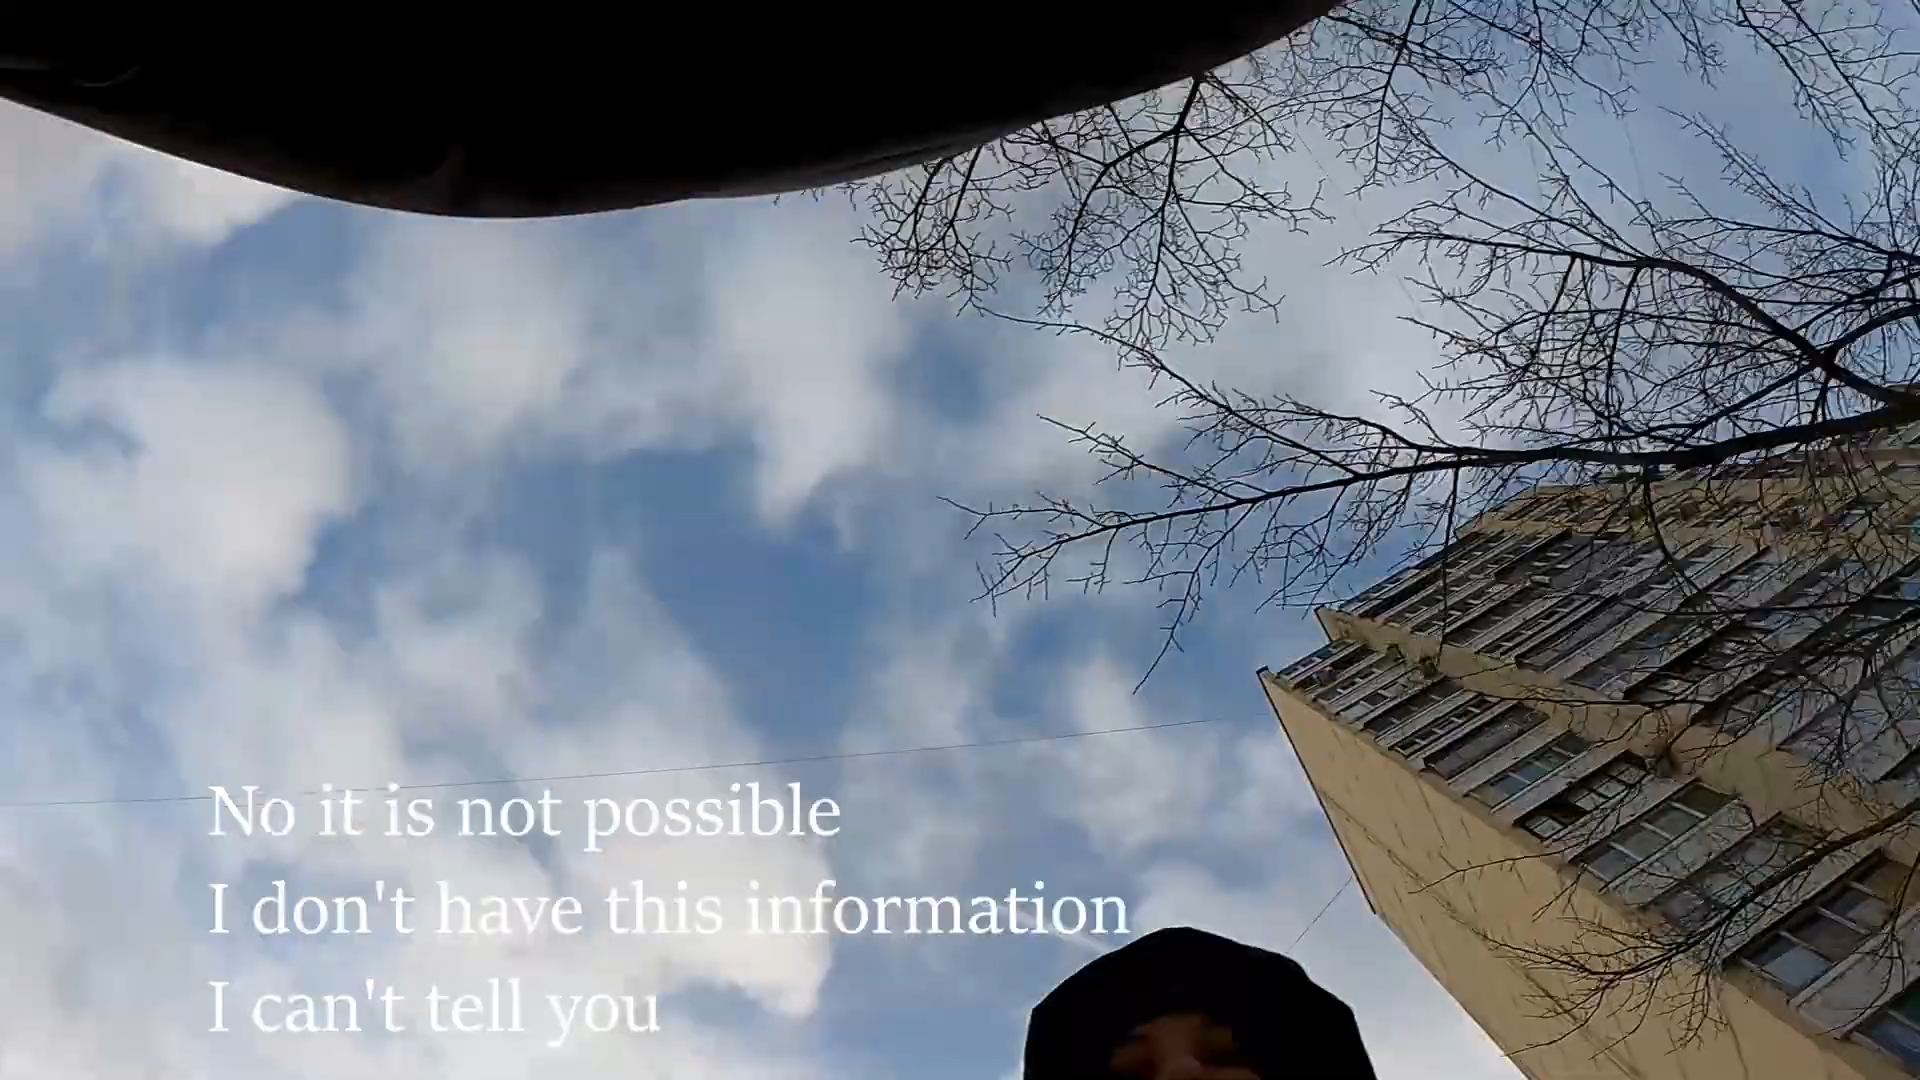 No it is not possible
I don't have this information
I can't tell you